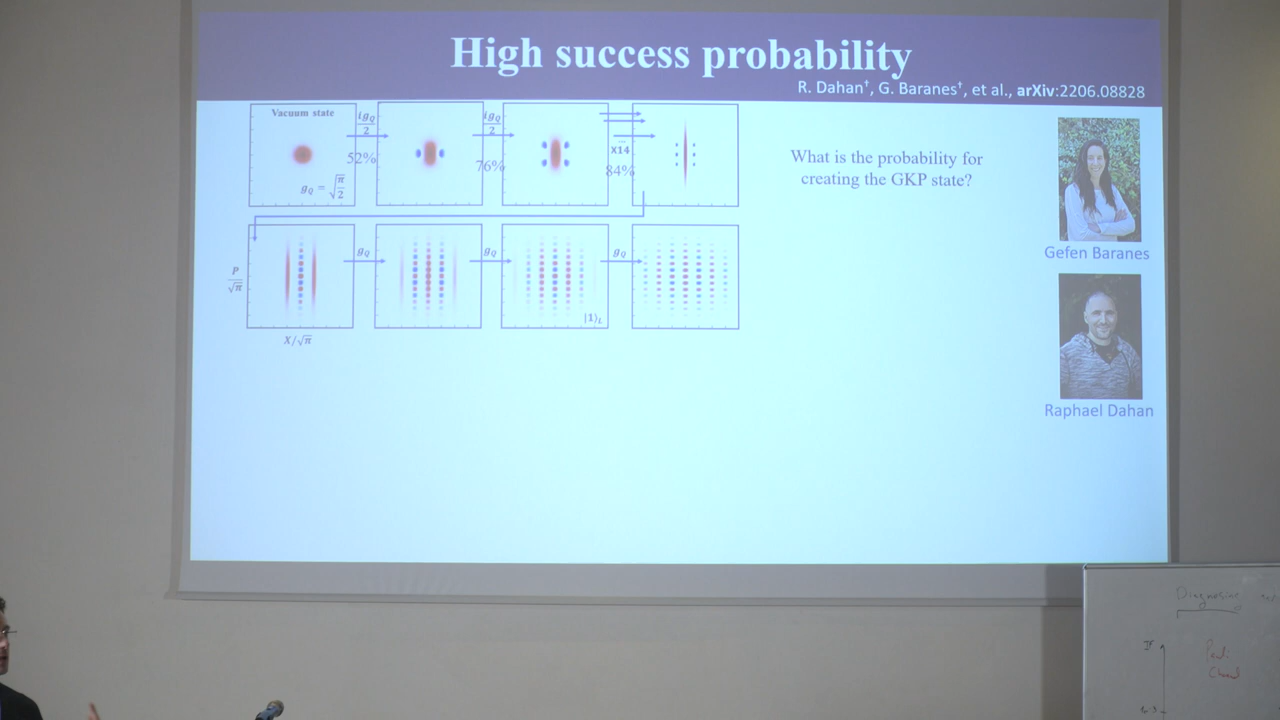 High success probability
R. Dahan†, G. Baranes†, et al., arXiv:2206.08828
Vacuum state
g_Q = √(π/2)
ig_Q/2
52%
ig_Q/2
76%
X14
84%
What is the probability for
creating the GKP state?
Gefen Baranes
P/√π
g_Q
g_Q
g_Q
|1⟩_L
X/√π
Raphael Dahan
Diagnosing